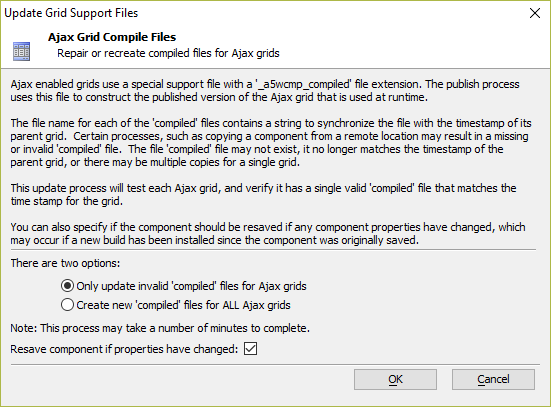 Update Grid Support Files
Ajax Grid Compile Files
Repair or recreate compiled files for Ajax grids
Ajax enabled grids use a special support file with a '_a5wcmp_compiled' file extension. The publish process
uses this file to construct the published version of the Ajax grid that is used at runtime.
The file name for each of the 'compiled' files contains a string to synchronize the file with the timestamp of its
parent grid.  Certain processes, such as copying a component from a remote location may result in a missing
or invalid 'compiled' file.  The file 'compiled' file may not exist, it no longer matches the timestamp of the
parent grid, or there may be multiple copies for a single grid.
This update process will test each Ajax grid, and verify it has a single valid 'compiled' file that matches the
time stamp for the grid.
You can also specify if the component should be resaved if any component properties have changed, which
may occur if a new build has been installed since the component was originally saved.
There are two options:
Only update invalid 'compiled' files for Ajax grids
Create new 'compiled' files for ALL Ajax grids
Note: This process may take a number of minutes to complete.
Resave component if properties have changed:
OK Cancel